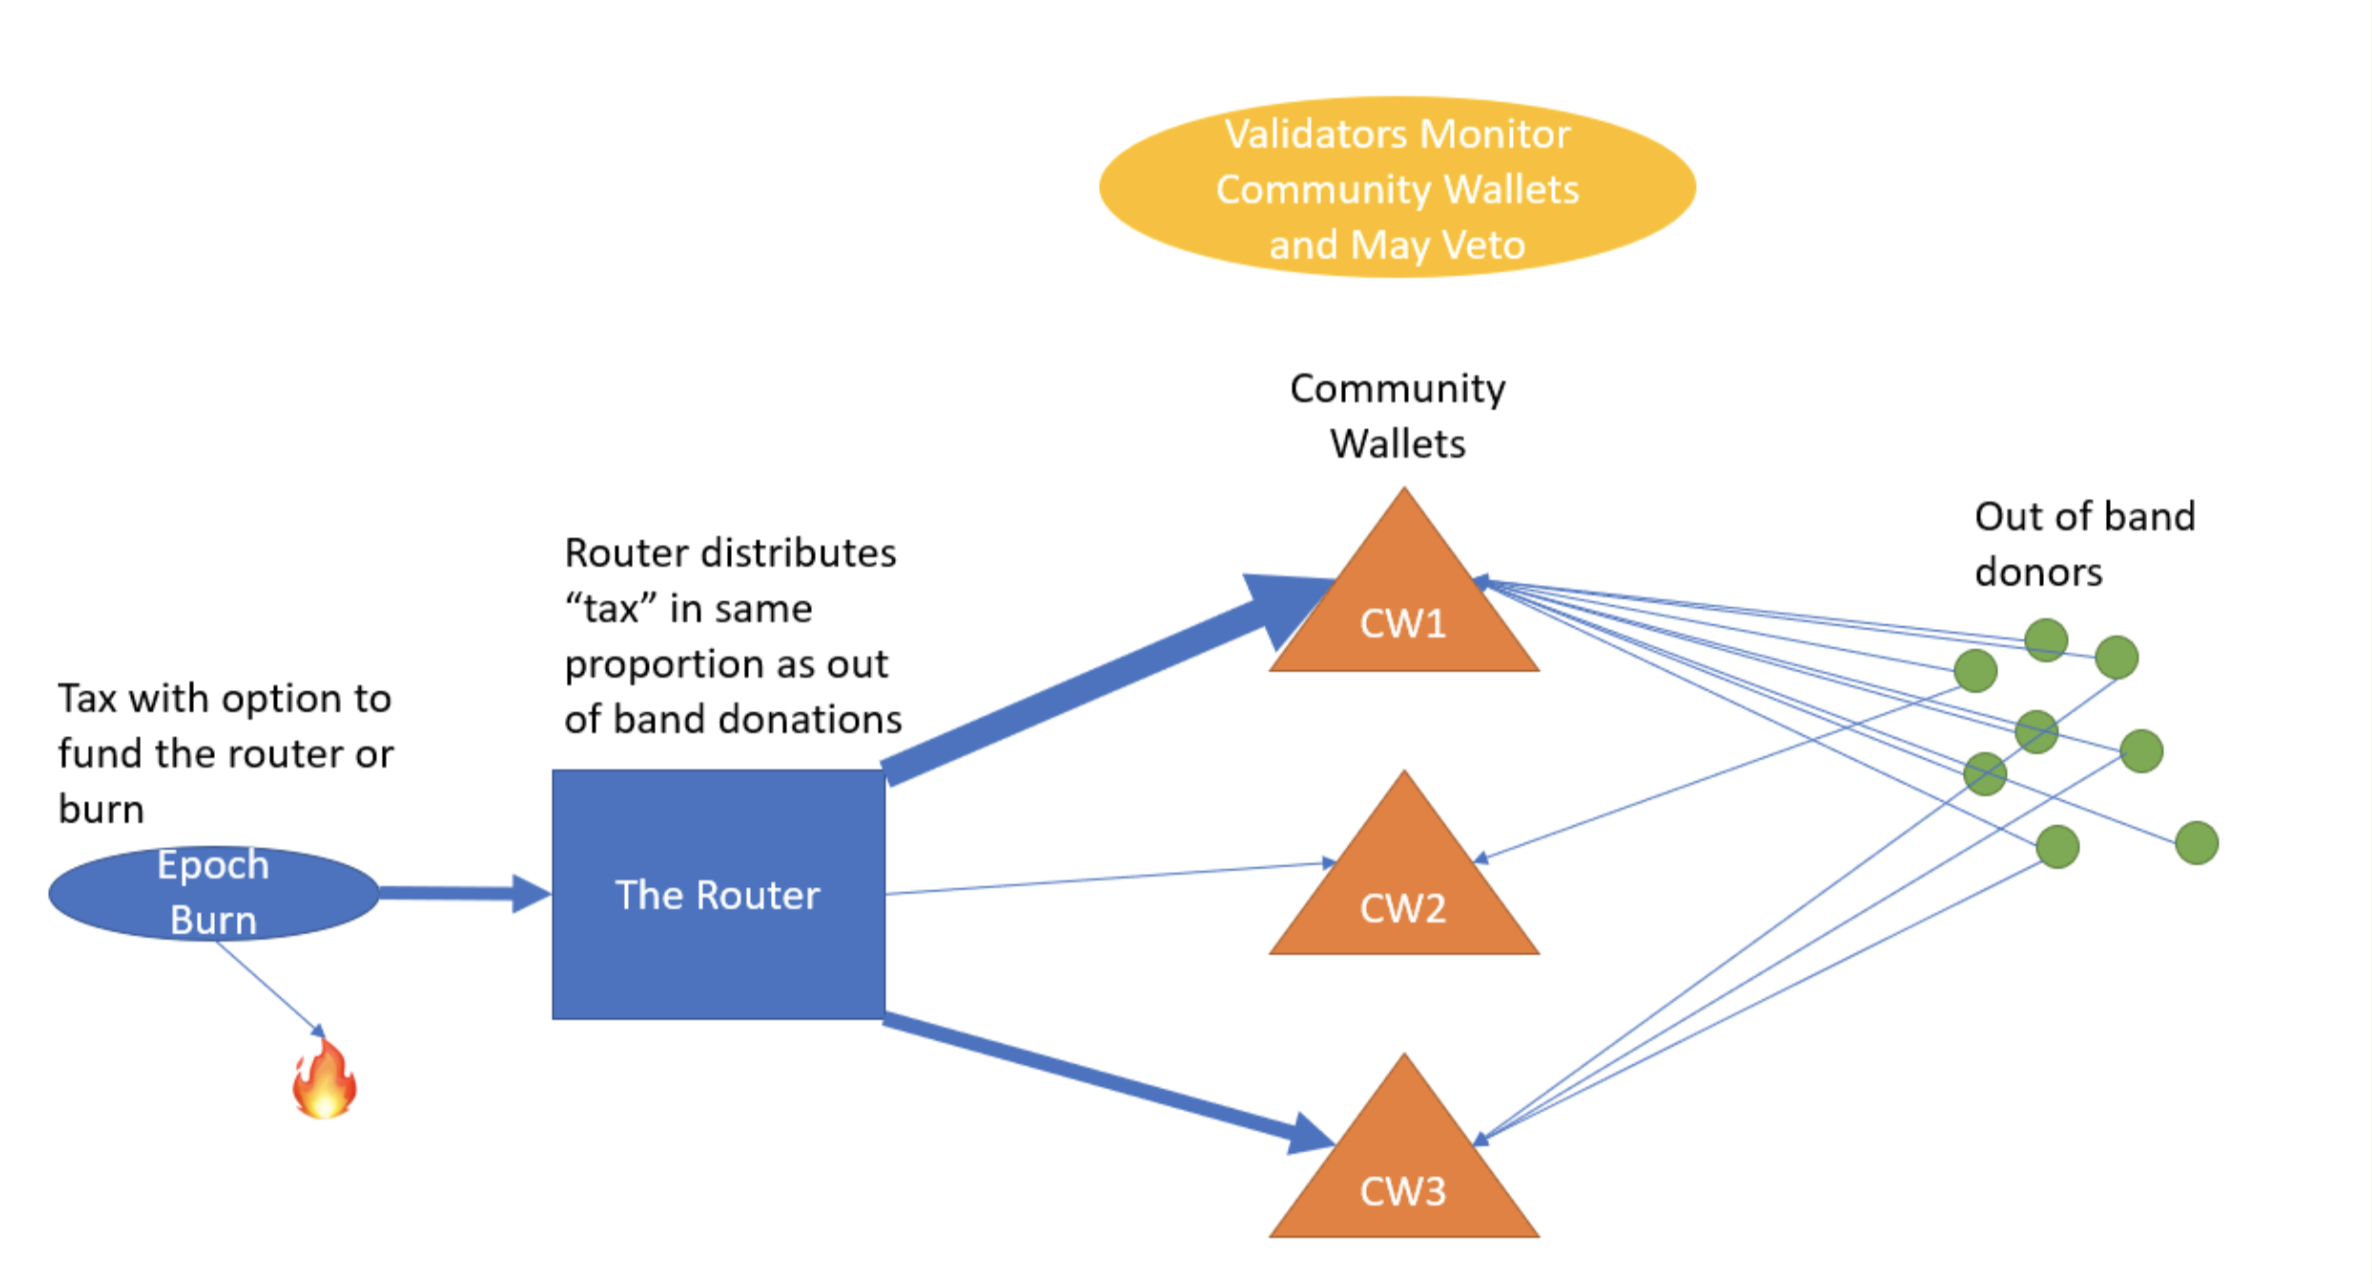 Validators Monitor
Community Wallets
and May Veto
Community
Wallets
Out of band
donors
Router distributes
“tax” in same
proportion as out
of band donations
Tax with option to
fund the router or
burn
Epoch
Burn
The Router
CW1
CW2
CW3